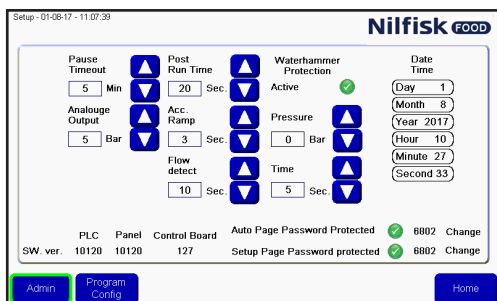 Setup - 01-08-17 - 11:07:39
Nilfisk FOOD
Pause Timeout
5 Min
Post Run Time
20 Sec.
Waterhammer Protection
Active
Date Time
Day 1
Month 8
Year 2017
Hour 10
Minute 27
Second 33
Analouge Output
5 Bar
Acc. Ramp
3 Sec.
Pressure
0 Bar
Flow detect
10 Sec.
Time
5 Sec.
PLC Panel Control Board
SW. ver. 10120 10120 127
Auto Page Password Protected 6802 Change
Setup Page Password protected 6802 Change
Admin
Program Config
Home